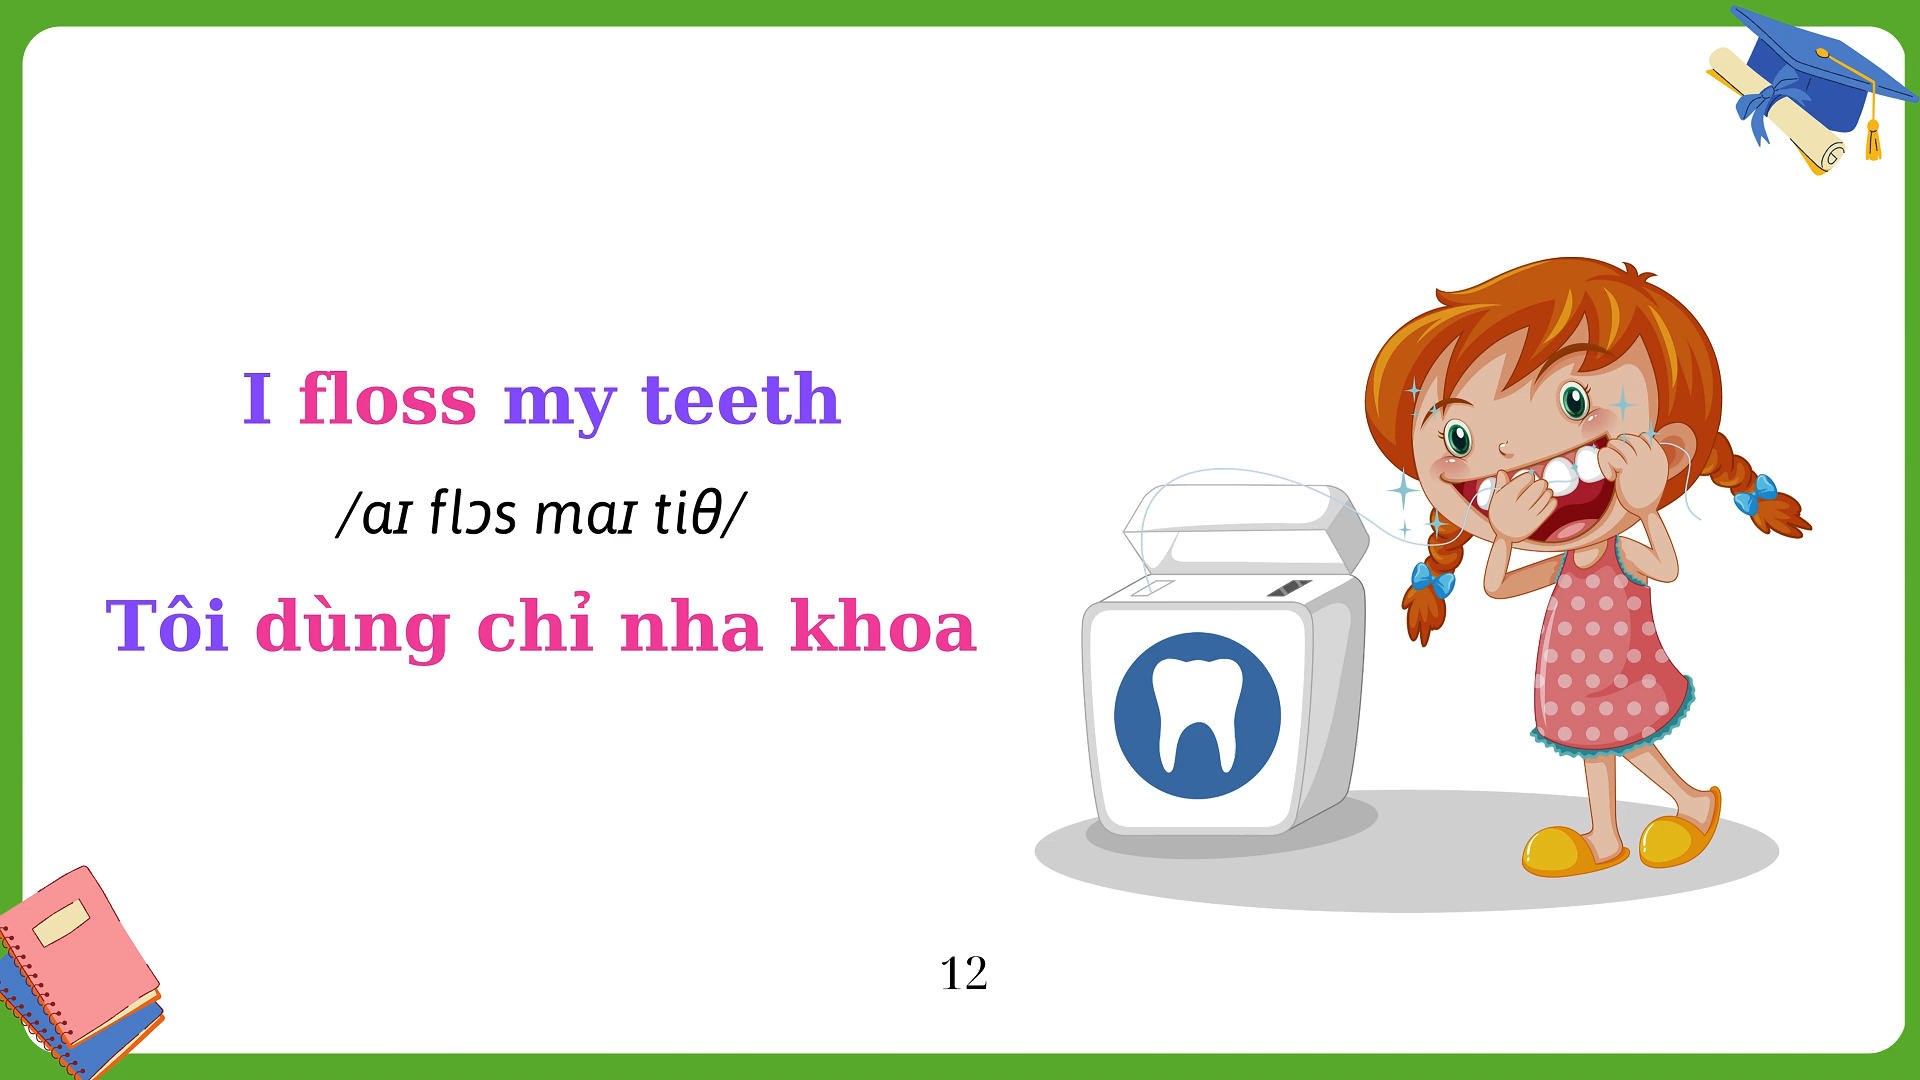 I floss my teeth
/aɪ flɔs maɪ tiθ/
Tôi dùng chỉ nha khoa
12